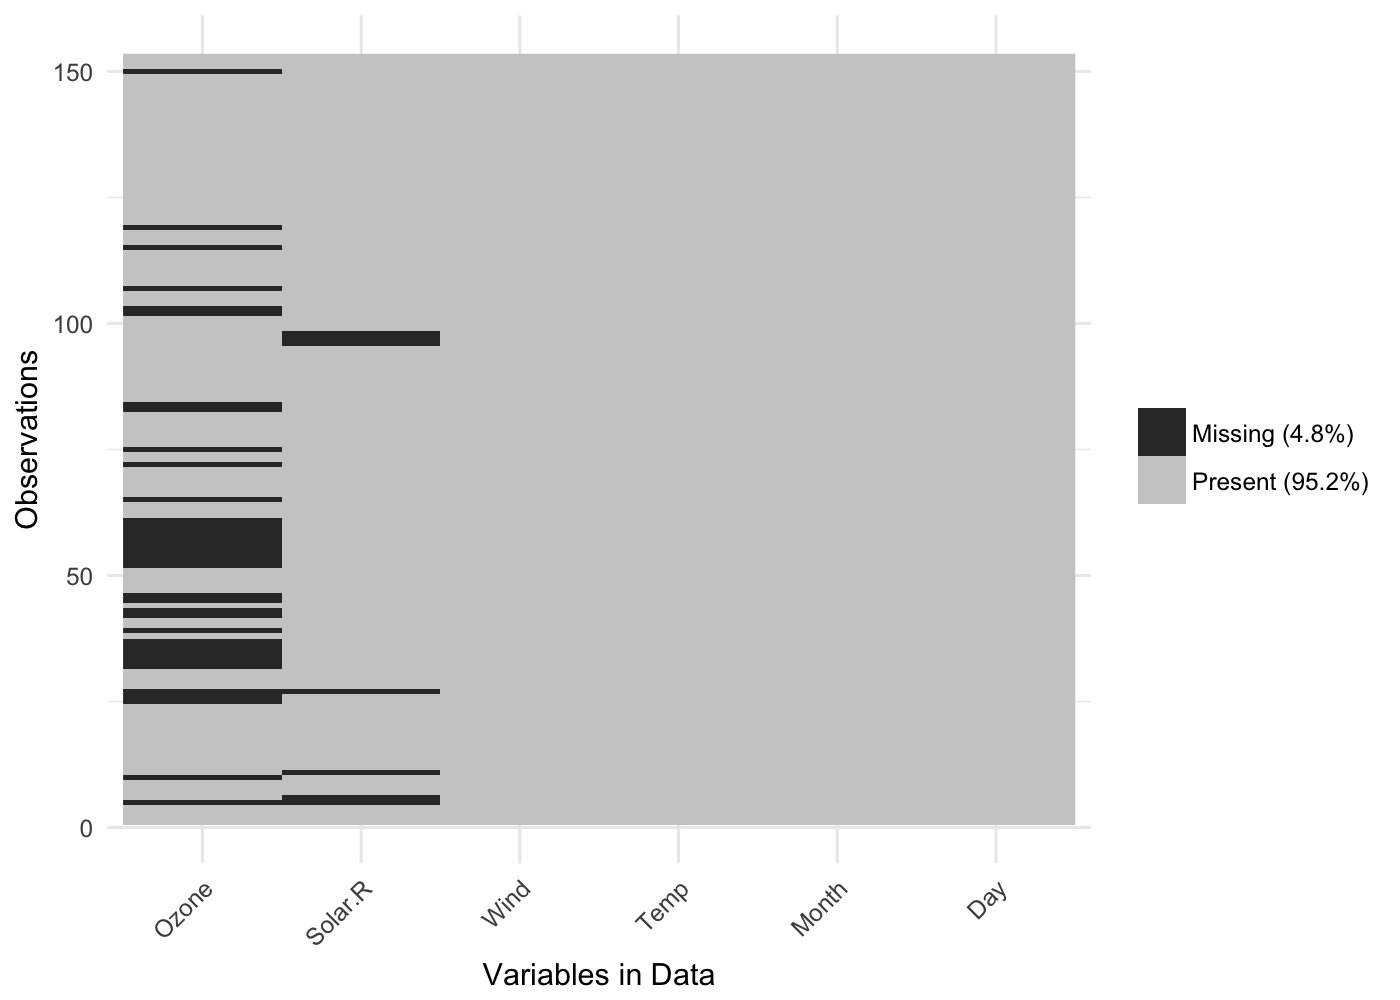 150
100
50
0
Observations
Ozone
Solar.R
Wind
Temp
Month
Day
Variables in Data
Missing (4.8%)
Present (95.2%)